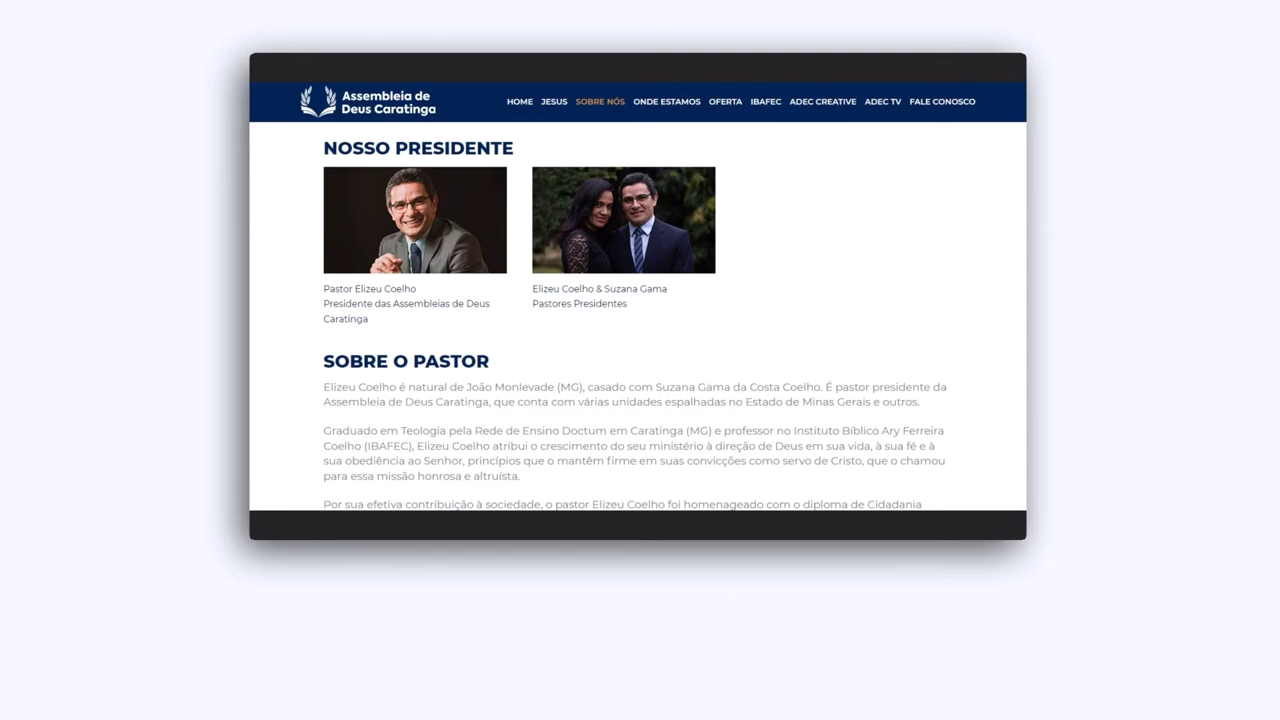 Assembleia de
Deus Caratinga
HOME JESUS SOBRE NÓS ONDE ESTAMOS OFERTA IBAFEC ADEC CREATIVE ADEC TV FALE CONOSCO
NOSSO PRESIDENTE
Pastor Elizeu Coelho
Presidente das Assembleias de Deus
Caratinga
Elizeu Coelho & Suzana Gama
Pastores Presidentes
SOBRE O PASTOR
Elizeu Coelho é natural de João Monlevade (MG), casado com Suzana Gama da Costa Coelho. É pastor presidente da
Assembleia de Deus Caratinga, que conta com várias unidades espalhadas no Estado de Minas Gerais e outros.
Graduado em Teologia pela Rede de Ensino Doctum em Caratinga (MG) e professor no Instituto Bíblico Ary Ferreira
Coelho (IBAFEC), Elizeu Coelho atribui o crescimento do seu ministério à direção de Deus em sua vida, à sua fé e à
sua obediência ao Senhor, princípios que o mantêm firme em suas convicções como servo de Cristo, que o chamou
para essa missão honrosa e altruísta.
Por sua efetiva contribuição à sociedade, o pastor Elizeu Coelho foi homenageado com o diploma de Cidadania